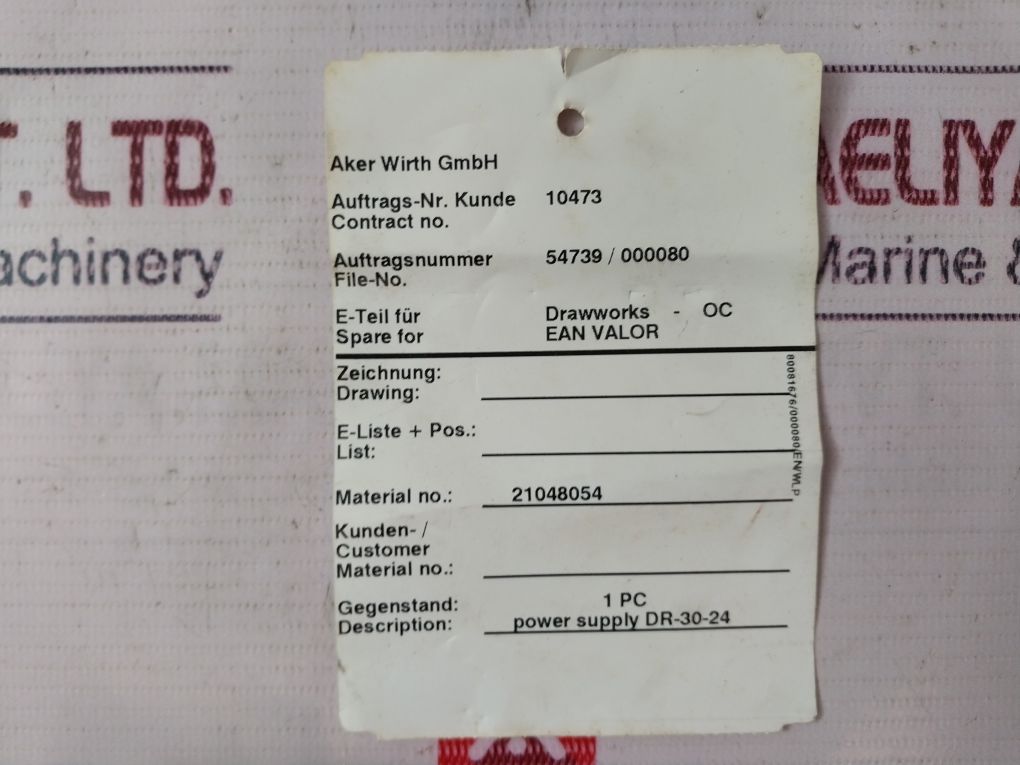 T. LTD.
achinery
AELIYA
Marine &
Aker Wirth GmbH
Auftrags-Nr. Kunde 10473
Contract no.
Auftragsnummer 54739 / 000080
File-No.
E-Teil für Drawworks - OC
Spare for EAN VALOR
Zeichnung:
Drawing:
E-Liste + Pos.:
List:
Material no.: 21048054
Kunden- /
Customer
Material no.:
Gegenstand: 1 PC
Description: power supply DR-30-24
80081676/000080|EN/WI_P